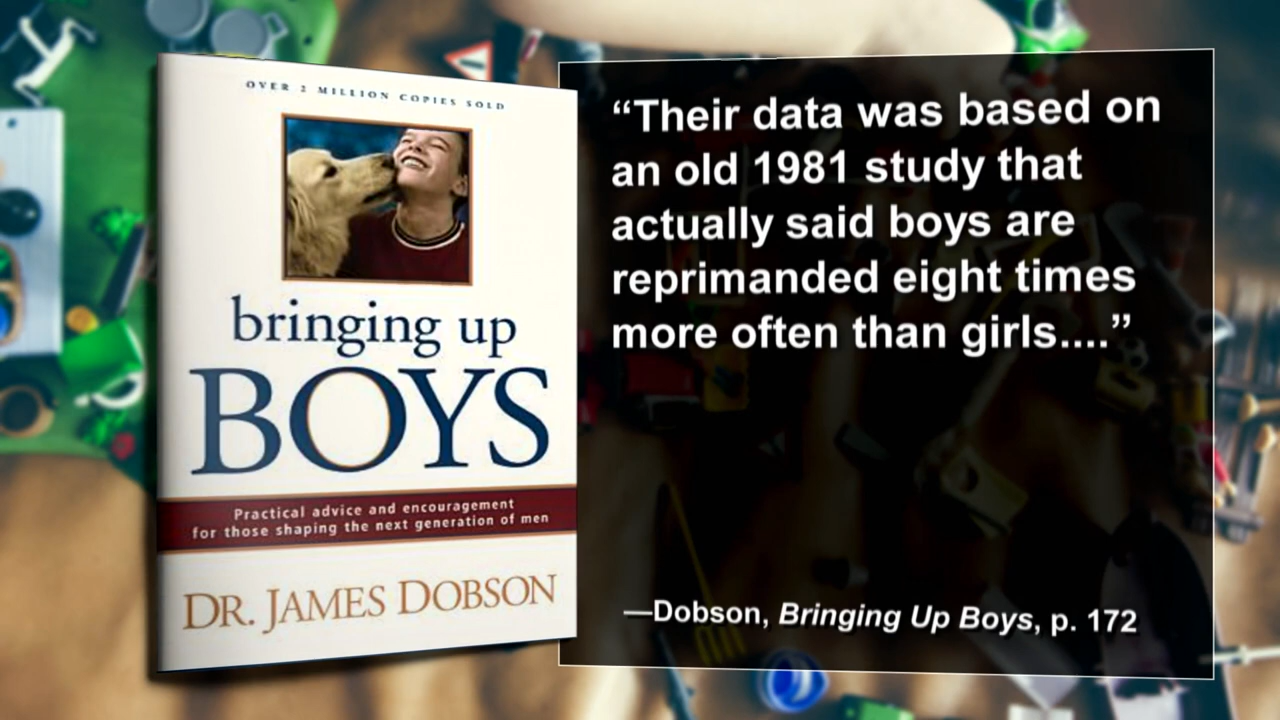 OVER 2 MILLION COPIES SOLD
bringing up
BOYS
Practical advice and encouragement
for those shaping the next generation of men
DR. JAMES DOBSON
“Their data was based on
an old 1981 study that
actually said boys are
reprimanded eight times
more often than girls....”
—Dobson, Bringing Up Boys, p. 172